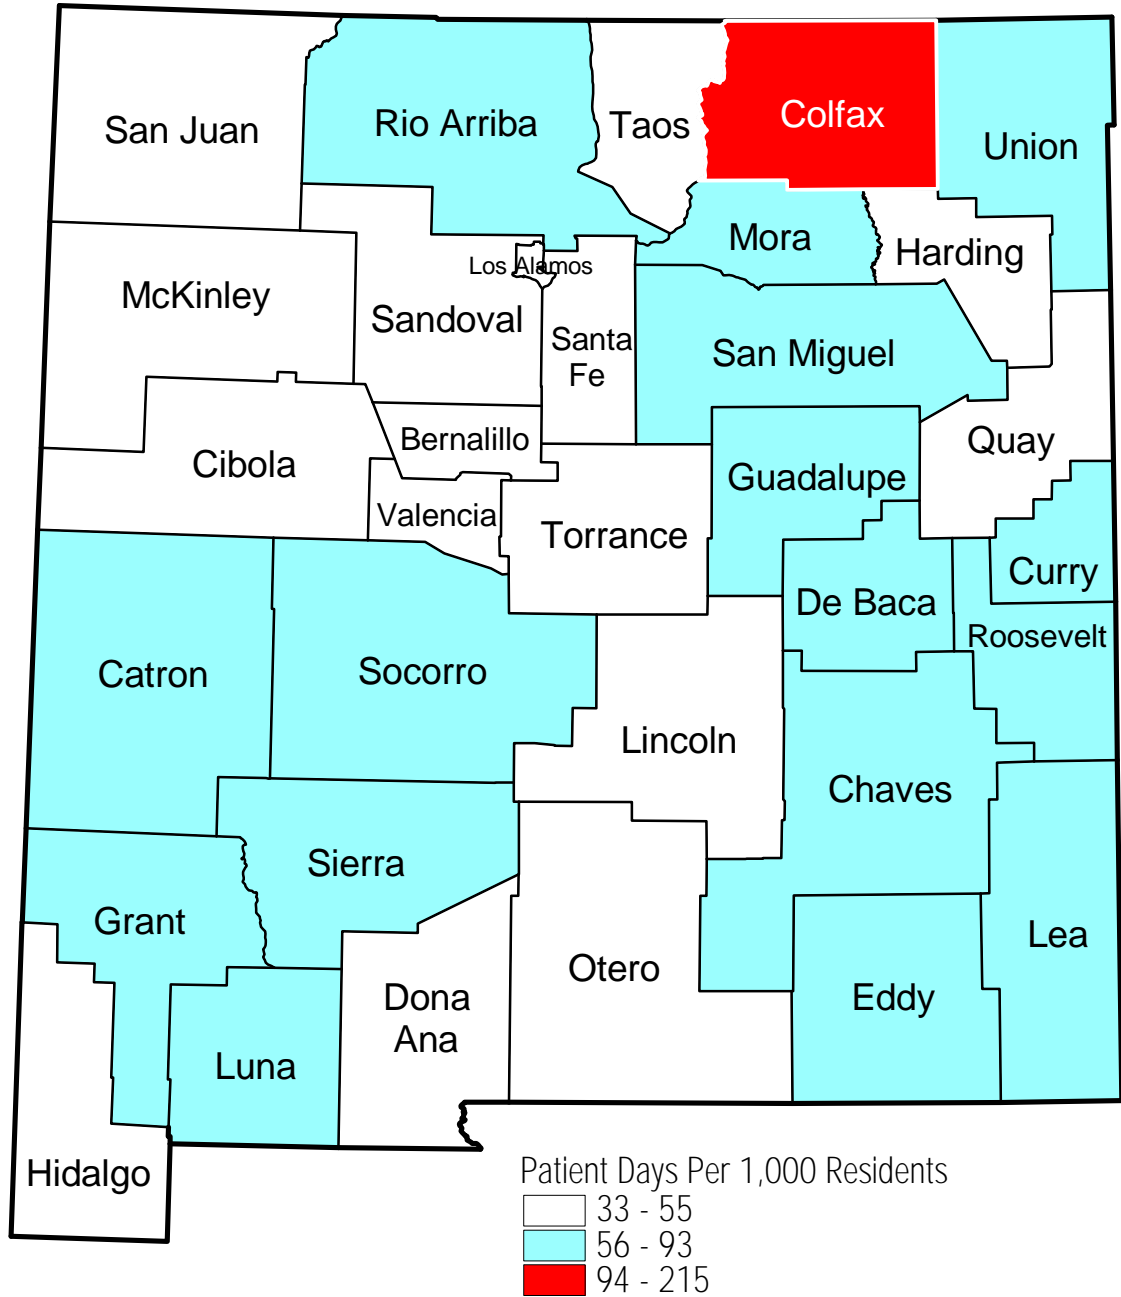 San Juan
Rio Arriba
Taos
Colfax
Union
Mora
Harding
Los Alamos
McKinley
Sandoval
Santa
Fe
San Miguel
Bernalillo
Quay
Cibola
Guadalupe
Valencia
Torrance
Curry
De Baca
Roosevelt
Catron
Socorro
Lincoln
Chaves
Sierra
Grant
Lea
Otero
Dona
Ana
Eddy
Luna
Hidalgo
Patient Days Per 1,000 Residents
33 - 55
56 - 93
94 - 215